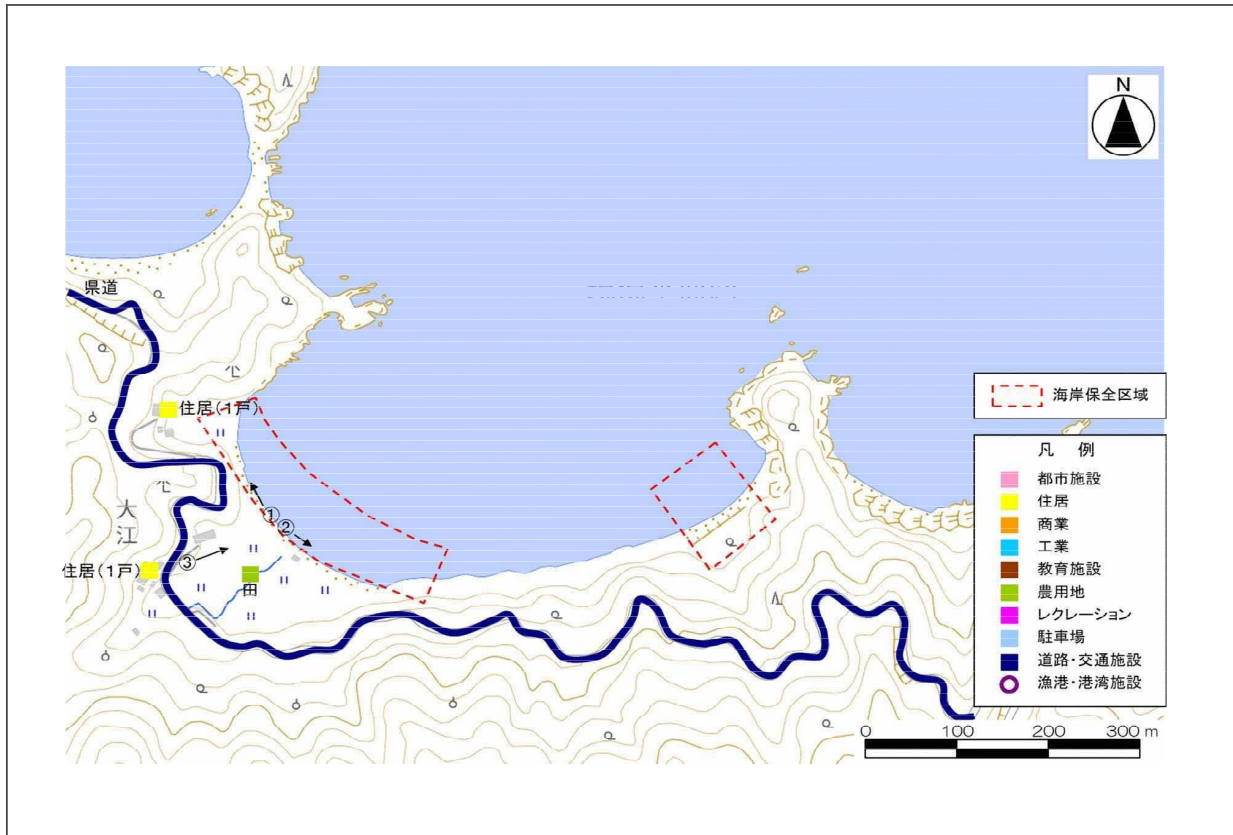 N
県道
住居(1戸)
海岸保全区域
凡 例
都市施設
住居
商業
工業
教育施設
農用地
レクレーション
駐車場
道路・交通施設
漁港・港湾施設
大江
①
②
③
住居(1戸)
田
0 100 200 300 m